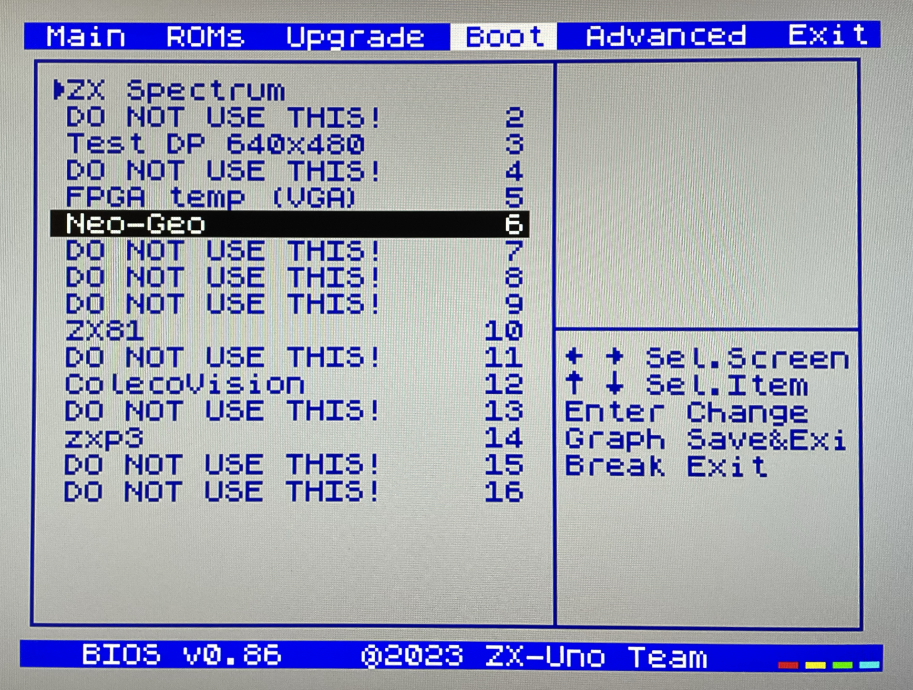 Main ROMs Upgrade Boot Advanced Exit
ZX Spectrum
DO NOT USE THIS! 2
Test DP 640x480 3
DO NOT USE THIS! 4
FPGA temp (VGA) 5
Neo-Geo 6
DO NOT USE THIS! 7
DO NOT USE THIS! 8
DO NOT USE THIS! 9
ZX81 10
DO NOT USE THIS! 11
ColecoVision 12
DO NOT USE THIS! 13
zxp3 14
DO NOT USE THIS! 15
DO NOT USE THIS! 16
← → Sel.Screen
↑ ↓ Sel.Item
Enter Change
Graph Save&Exi
Break Exit
BIOS v0.86 @2023 ZX-Uno Team